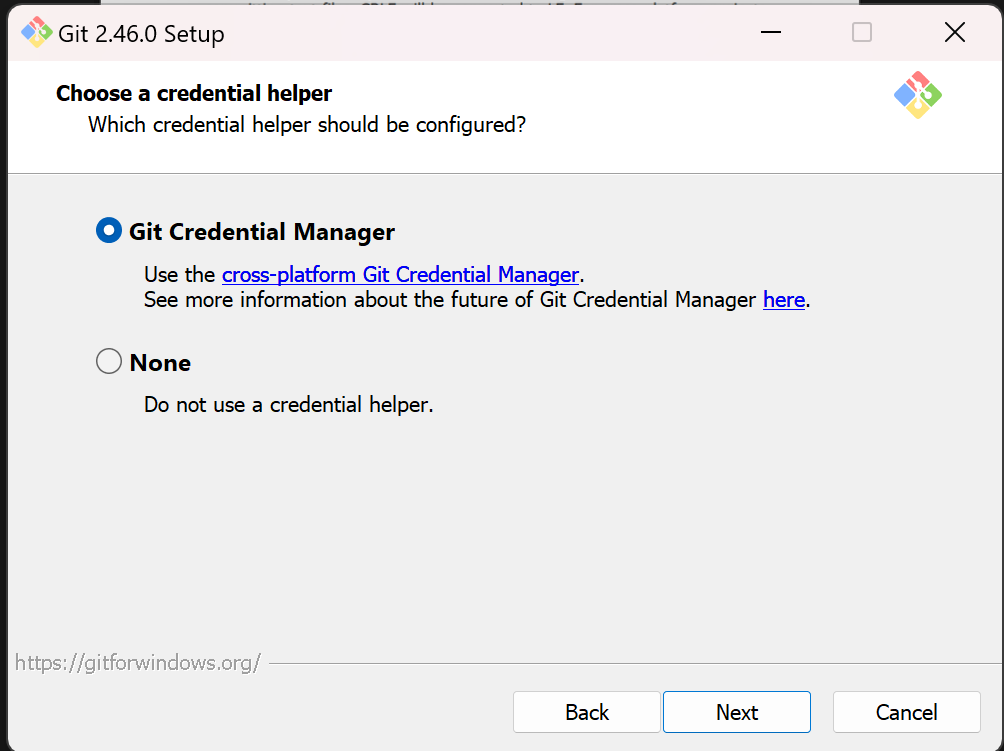 Git 2.46.0 Setup
Choose a credential helper
Which credential helper should be configured?
Git Credential Manager
Use the cross-platform Git Credential Manager.
See more information about the future of Git Credential Manager here.
None
Do not use a credential helper.
https://gitforwindows.org/
Back
Next
Cancel